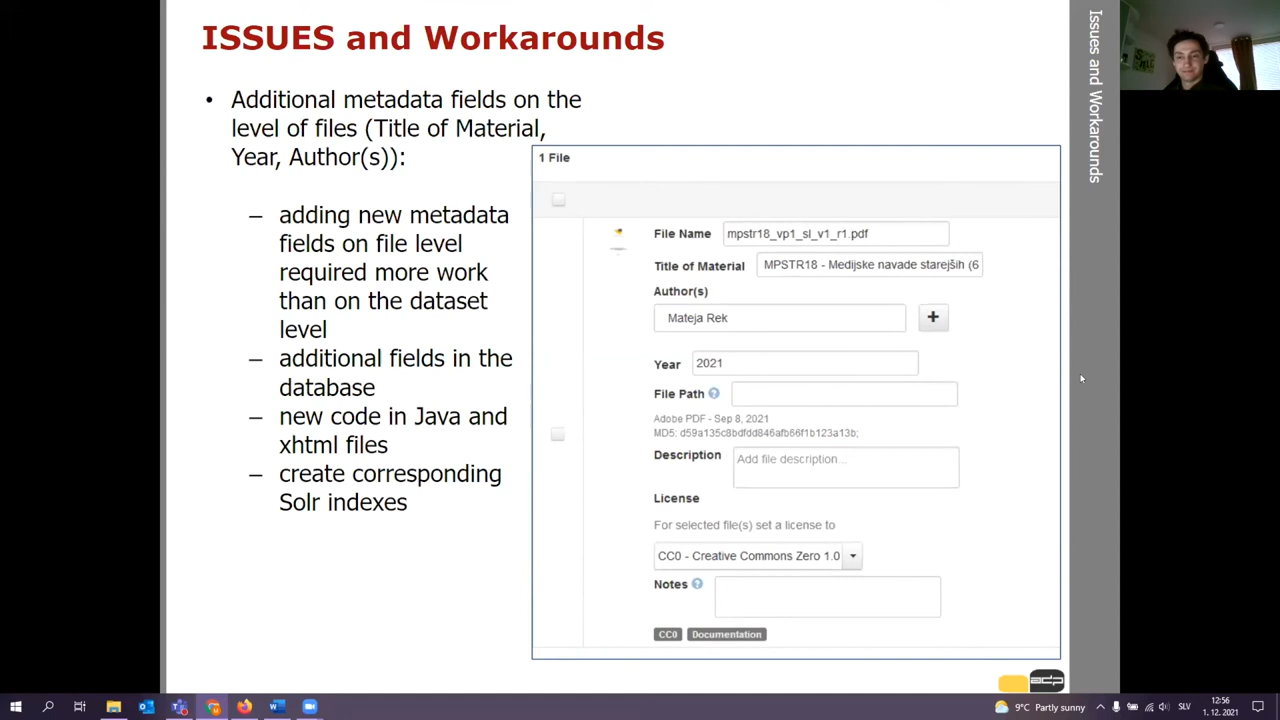 ISSUES and Workarounds
• Additional metadata fields on the
level of files (Title of Material,
Year, Author(s)):
– adding new metadata
fields on file level
required more work
than on the dataset
level
– additional fields in the
database
– new code in Java and
xhtml files
– create corresponding
Solr indexes
1 File
File Name mpstr18_vp1_sl_v1_r1.pdf
Title of Material MPSTR18 - Medijske navade starejših (6
Author(s)
Mateja Rek +
Year 2021
File Path ?
Adobe PDF - Sep 8, 2021
MD5: d59a135c8bdfdd846afb66f1b123a13b;
Description Add file description...
License
For selected file(s) set a license to
CC0 - Creative Commons Zero 1.0
Notes ?
CC0 Documentation
adp
Issues and Workarounds
9°C Partly sunny
SLV
12:56
1. 12. 2021